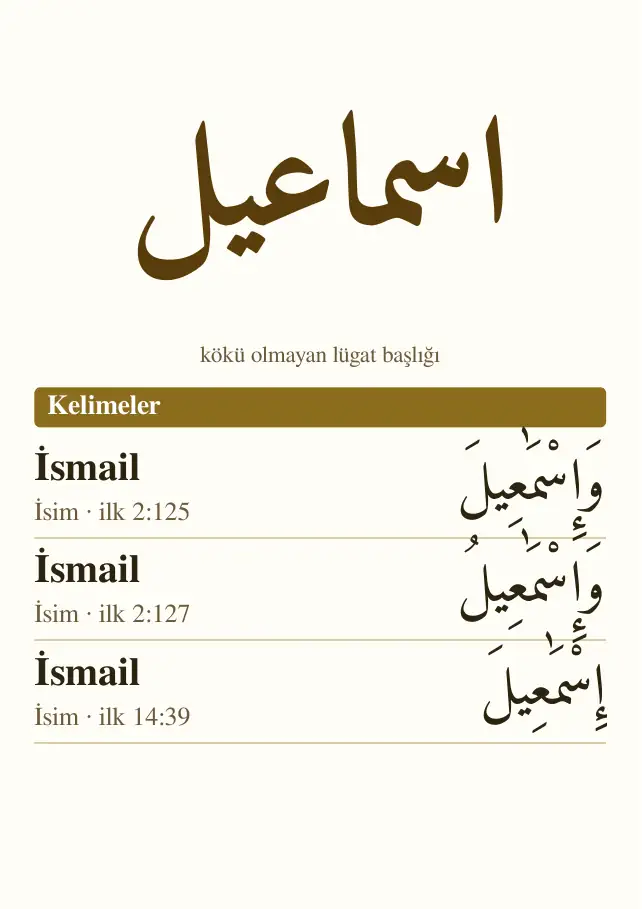 اسماعيل
kökü olmayan lügat başlığı
Kelimeler
İsmail وَإِسْمَٰعِيلَ
İsim · ilk 2:125
İsmail وَإِسْمَٰعِيلُ
İsim · ilk 2:127
İsmail إِسْمَٰعِيلَ
İsim · ilk 14:39